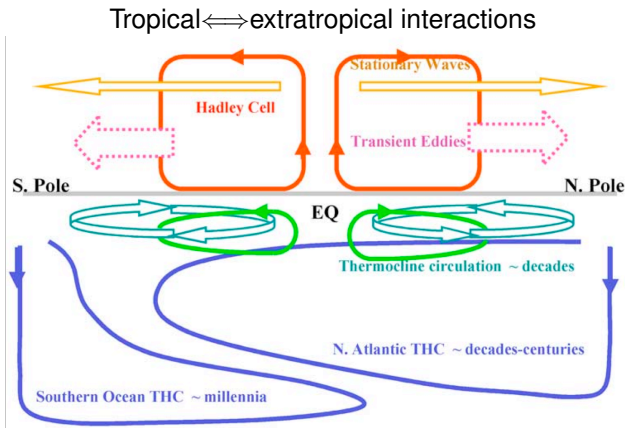 Tropical⟺extratropical interactions
Stationary Waves
Hadley Cell
Transient Eddies
S. Pole
N. Pole
EQ
Thermocline circulation ~ decades
N. Atlantic THC ~ decades-centuries
Southern Ocean THC ~ millennia